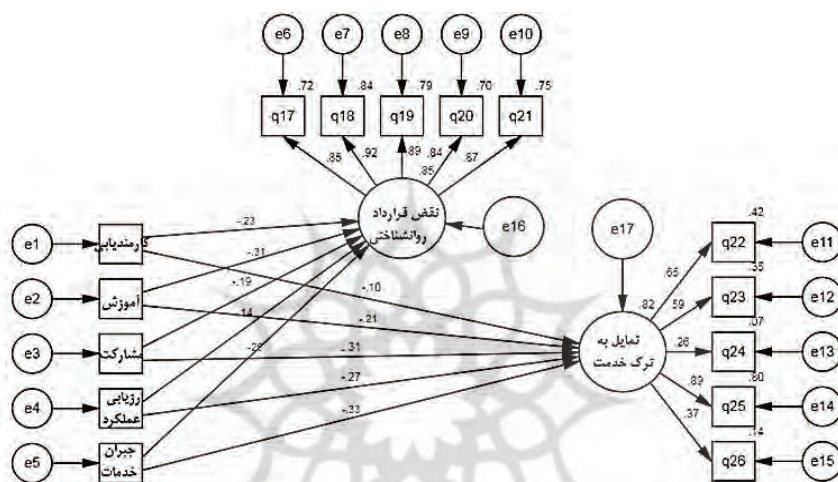 e6 e7 e8 e9 e10
.72 .84 .79 .70 .75
q17 q18 q19 q20 q21
.85 .92 .89 .84 .87
.85
نقض قرارداد
روانشناختی
e16
e17
e1 کارمندیابی
e2 آموزش
e3 مشارکت
e4 ارزیابی
عملکرد
e5 جبران
خدمات
-.23
-.31
-.19
-.10
-.21
-.31
-.27
-.33
.82
تمایل به
ترک خدمت
.42
.65 q22 e11
.35
.59 q23 e12
.07
.26 q24 e13
.80
.89 q25 e14
.14
.37 q26 e15